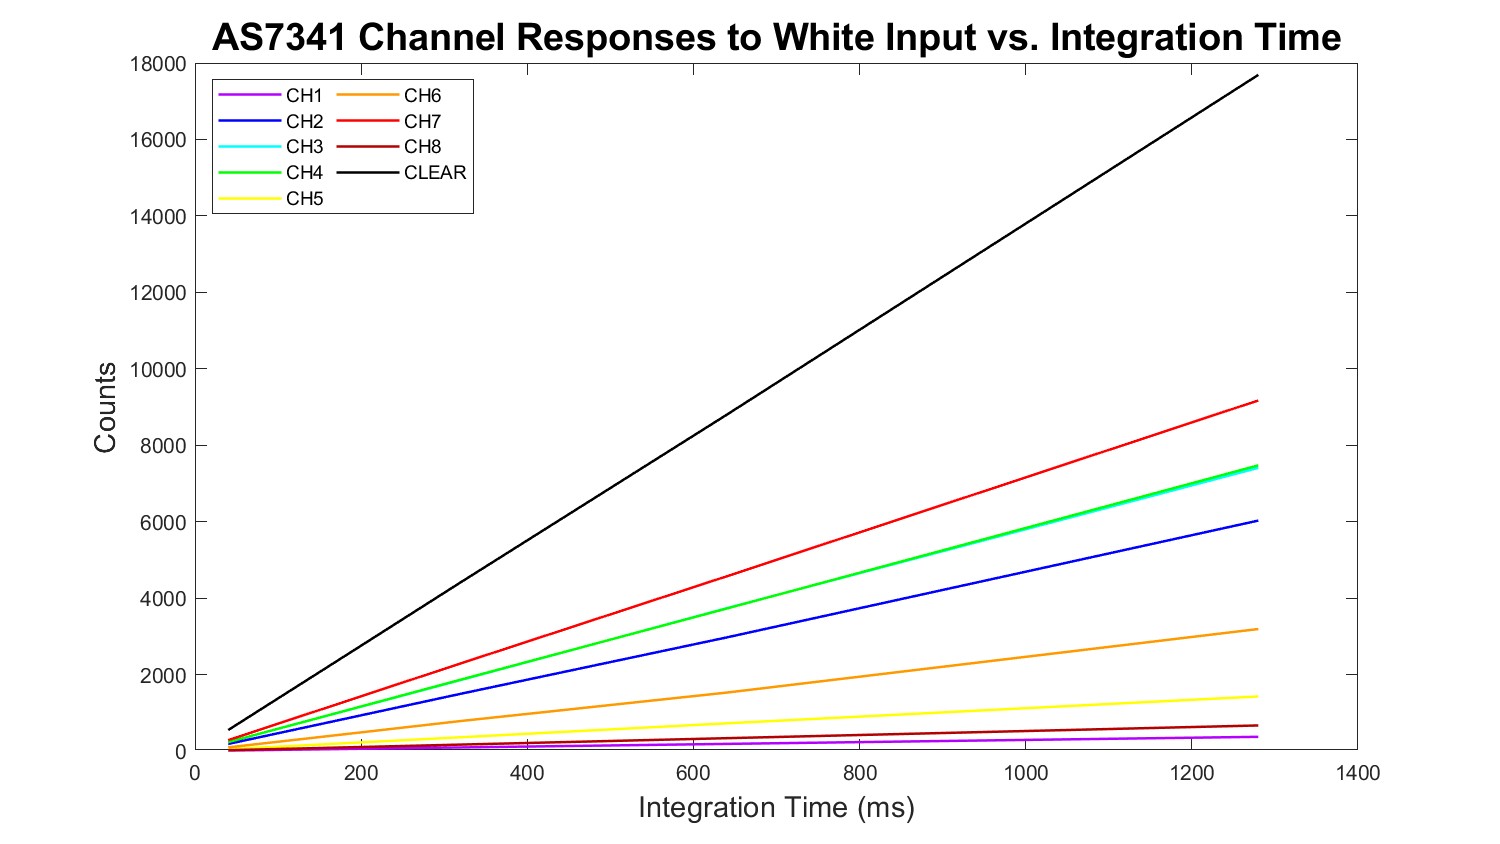 AS7341 Channel Responses to White Input vs. Integration Time
18000
16000
14000
12000
10000
8000
6000
4000
2000
0
Counts
CH1 CH6
CH2 CH7
CH3 CH8
CH4 CLEAR
CH5
0 200 400 600 800 1000 1200 1400
Integration Time (ms)